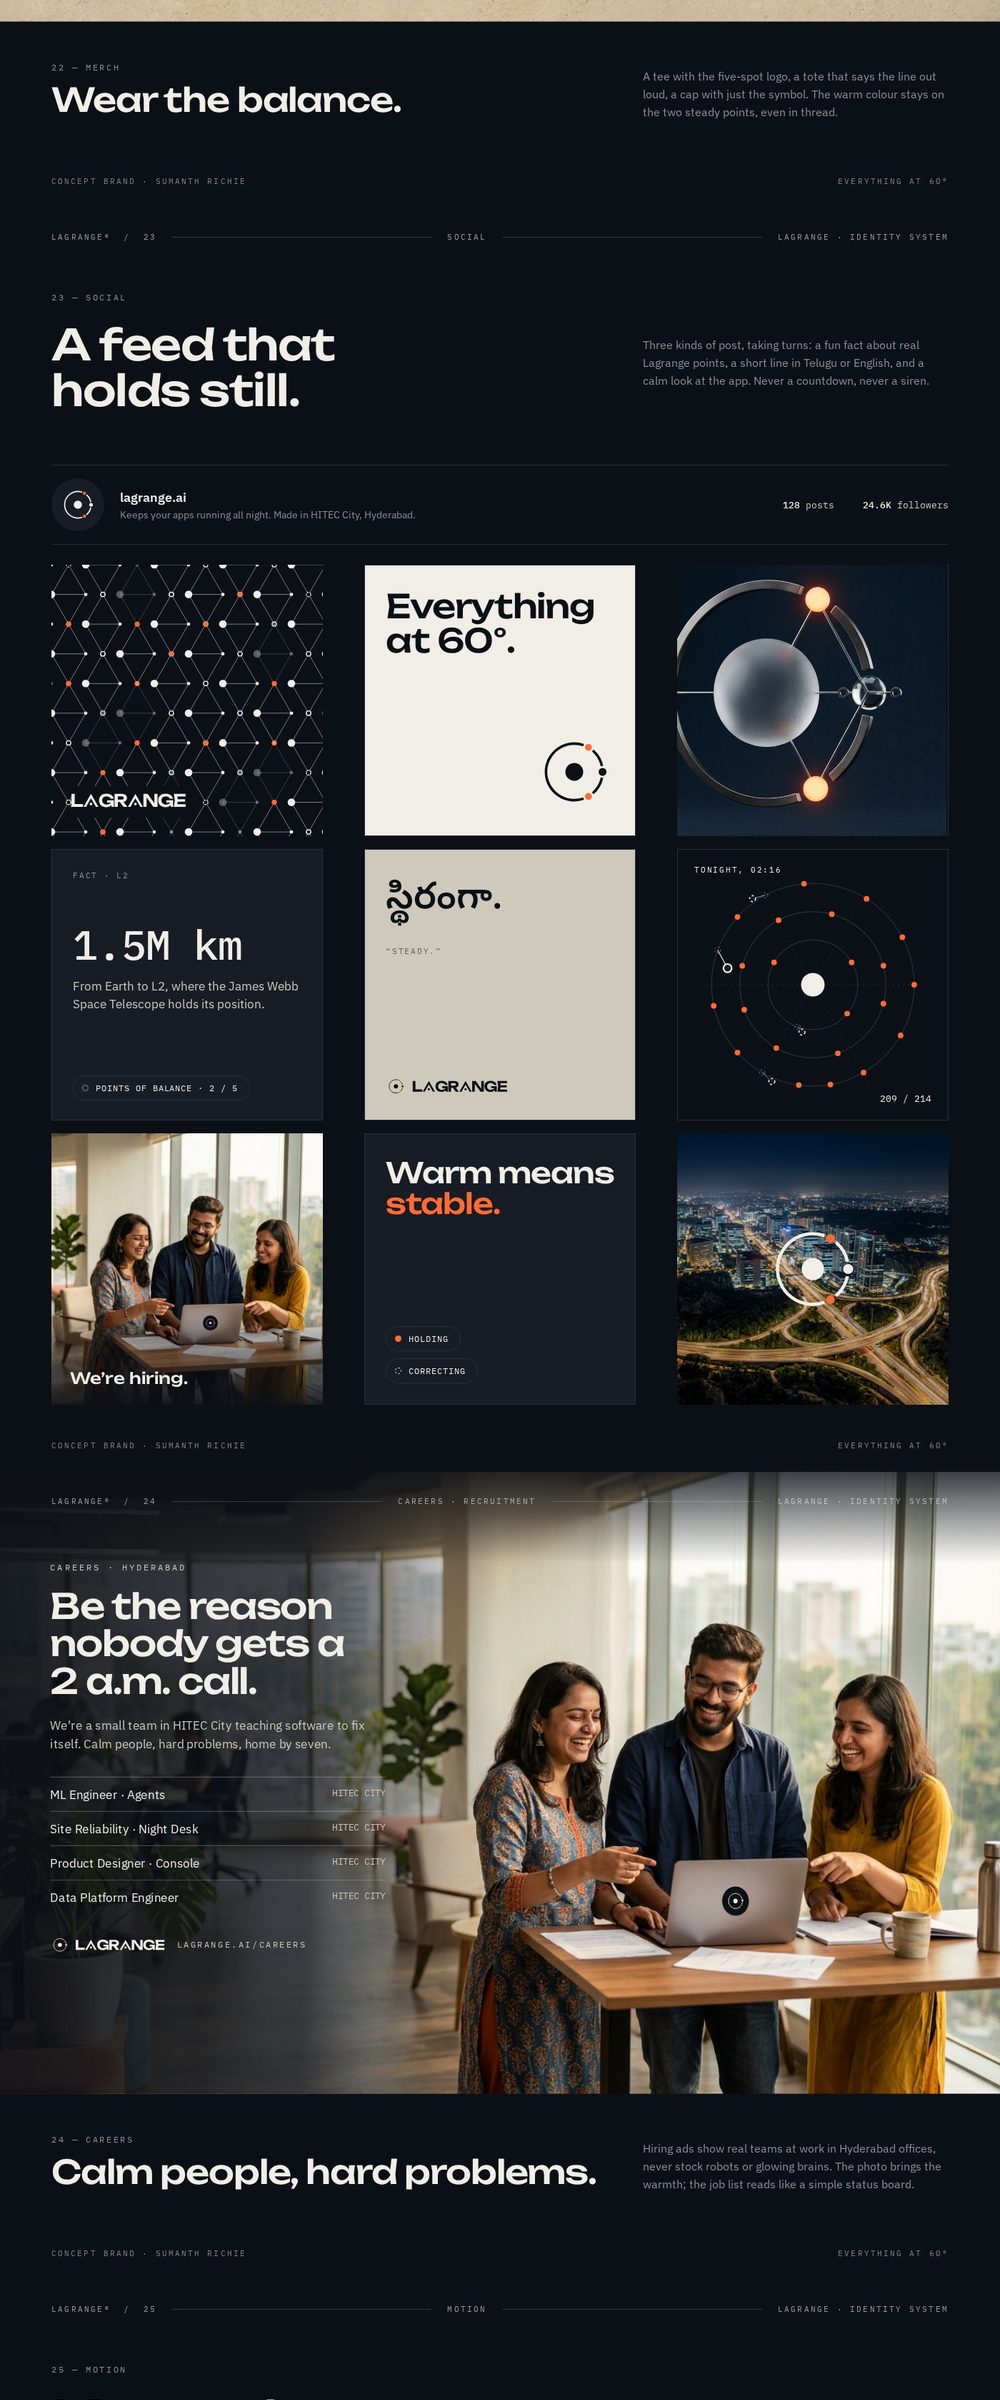 22 — MERCH
Wear the balance.
A tee with the five-spot logo, a tote that says the line out
loud, a cap with just the symbol. The warm colour stays on
the two steady points, even in thread.
CONCEPT BRAND · SUMANTH RICHIE
EVERYTHING AT 60°
LAGRANGE° / 23
SOCIAL
LAGRANGE · IDENTITY SYSTEM
23 — SOCIAL
A feed that
holds still.
Three kinds of post, taking turns: a fun fact about real
Lagrange points, a short line in Telugu or English, and a
calm look at the app. Never a countdown, never a siren.
lagrange.ai
Keeps your apps running all night. Made in HITEC City, Hyderabad.
128 posts
24.6K followers
LAGRANGE
Everything
at 60°.
FACT · L2
1.5M km
From Earth to L2, where the James Webb
Space Telescope holds its position.
POINTS OF BALANCE · 2 / 5
స్థిరంగా.
“STEADY.”
LAGRANGE
TONIGHT, 02:16
209 / 214
We’re hiring.
Warm means
stable.
HOLDING
CORRECTING
CONCEPT BRAND · SUMANTH RICHIE
EVERYTHING AT 60°
LAGRANGE° / 24
CAREERS · RECRUITMENT
LAGRANGE · IDENTITY SYSTEM
CAREERS · HYDERABAD
Be the reason
nobody gets a
2 a.m. call.
We’re a small team in HITEC City teaching software to fix
itself. Calm people, hard problems, home by seven.
ML Engineer · Agents
HITEC CITY
Site Reliability · Night Desk
HITEC CITY
Product Designer · Console
HITEC CITY
Data Platform Engineer
HITEC CITY
LAGRANGE
LAGRANGE.AI/CAREERS
24 — CAREERS
Calm people, hard problems.
Hiring ads show real teams at work in Hyderabad offices,
never stock robots or glowing brains. The photo brings the
warmth; the job list reads like a simple status board.
CONCEPT BRAND · SUMANTH RICHIE
EVERYTHING AT 60°
LAGRANGE° / 25
MOTION
LAGRANGE · IDENTITY SYSTEM
25 — MOTION